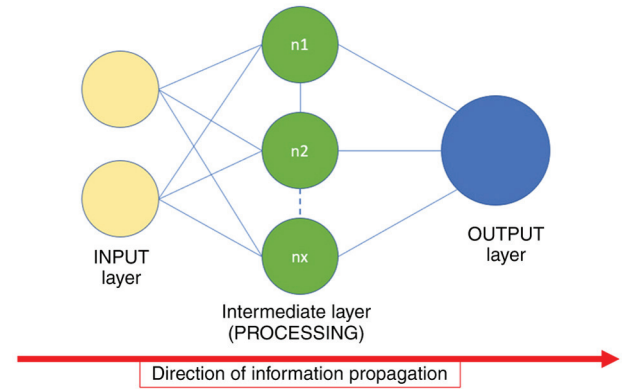 n1
n2
nx
INPUT
layer
OUTPUT
layer
Intermediate layer
(PROCESSING)
Direction of information propagation